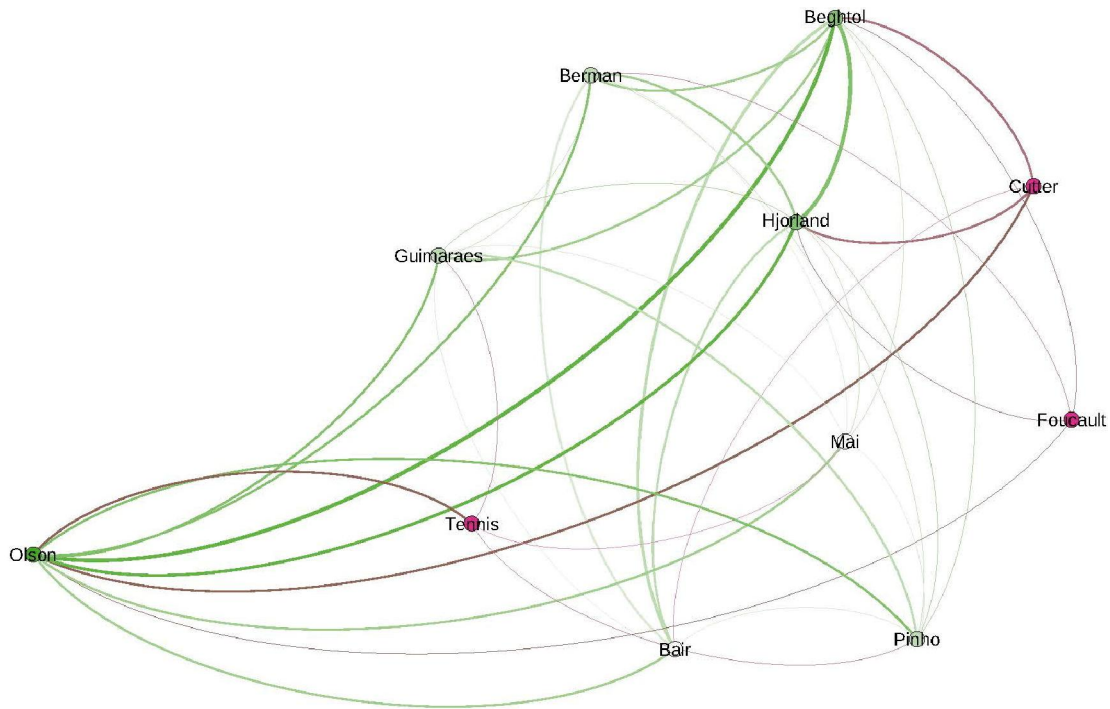 Beghtol
Berman
Cutter
Hjorland
Guimaraes
Foucault
Mai
Tennis
Olson
Pinho
Bair